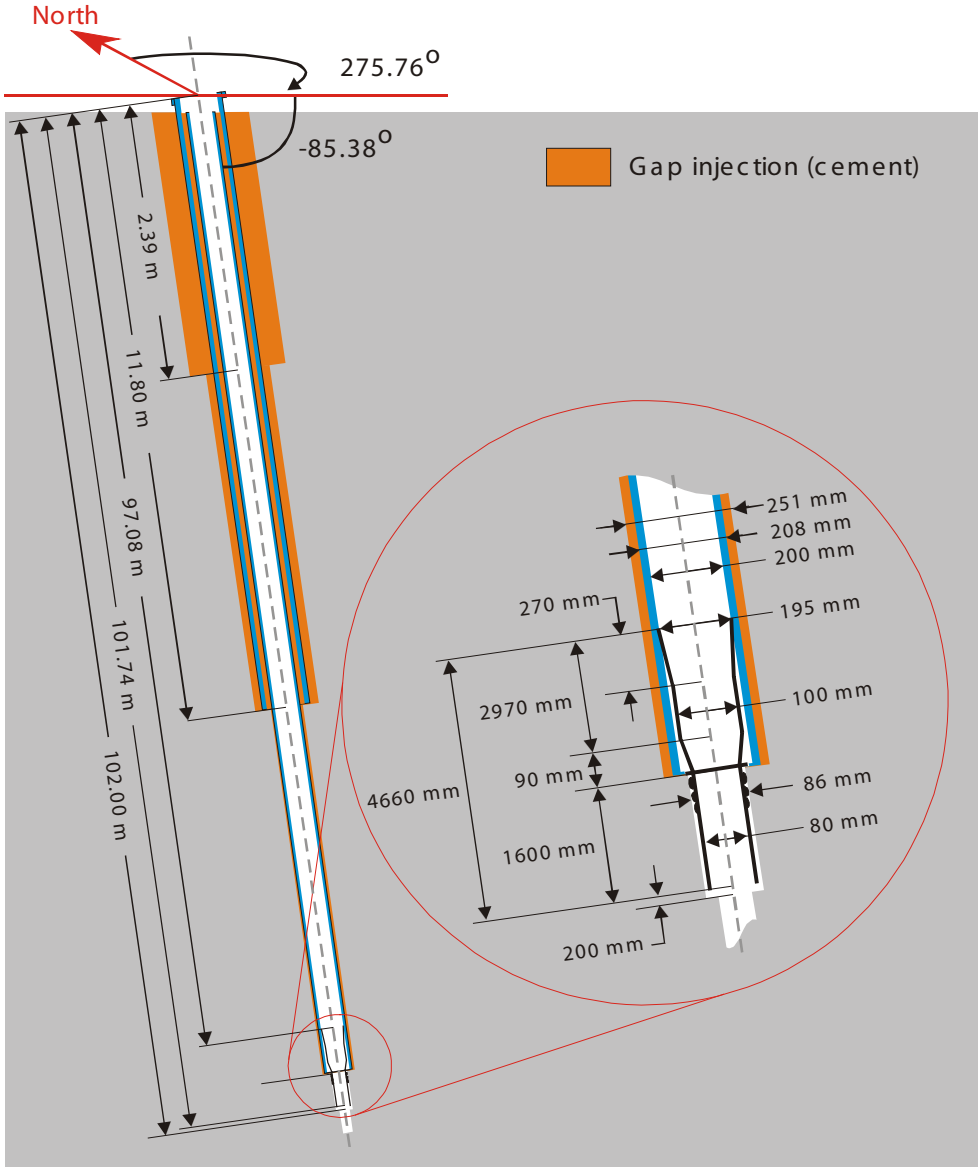 North
275.76°
-85.38°
Gap injection (cement)
2.39 m
11.80 m
97.08 m
101.74 m
102.00 m
251 mm
208 mm
200 mm
270 mm
195 mm
2970 mm
100 mm
90 mm
4660 mm
86 mm
80 mm
1600 mm
200 mm